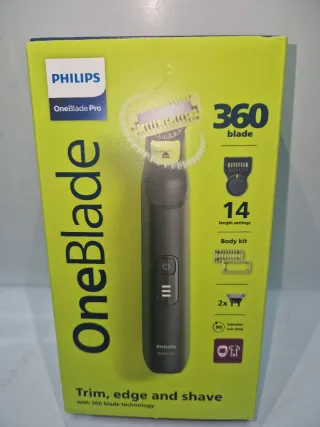 PHILIPS
OneBlade Pro
OneBlade
360
blade
14
length settings
Body kit
2x
PHILIPS
Trim, edge and shave
with 360 blade technology